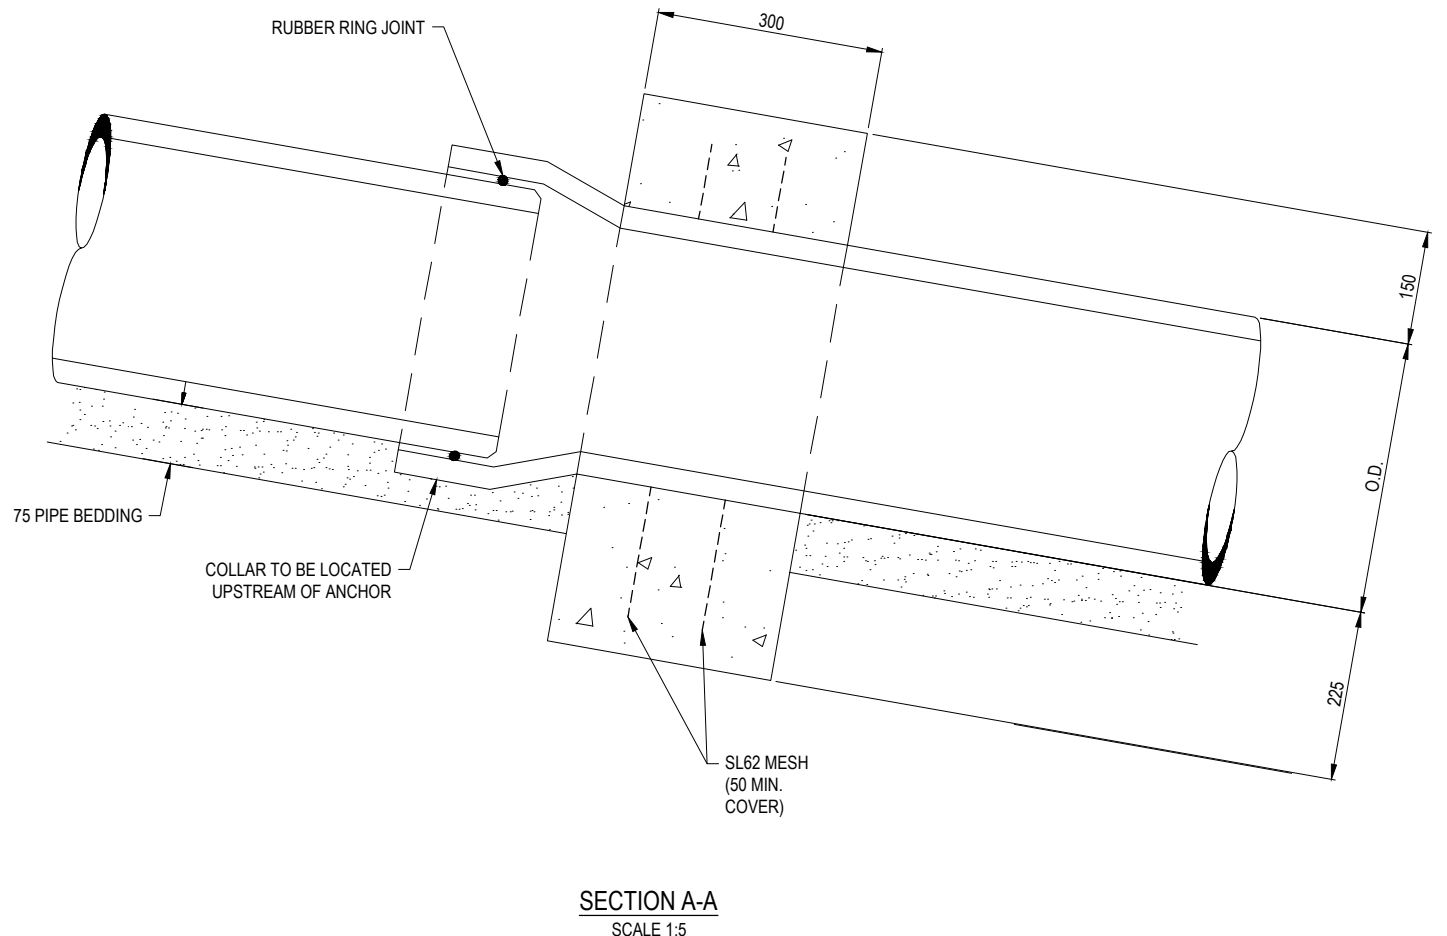 RUBBER RING JOINT
300
150
O.D.
75 PIPE BEDDING
COLLAR TO BE LOCATED
UPSTREAM OF ANCHOR
225
SL62 MESH
(50 MIN.
COVER)
SECTION A-A
SCALE 1:5